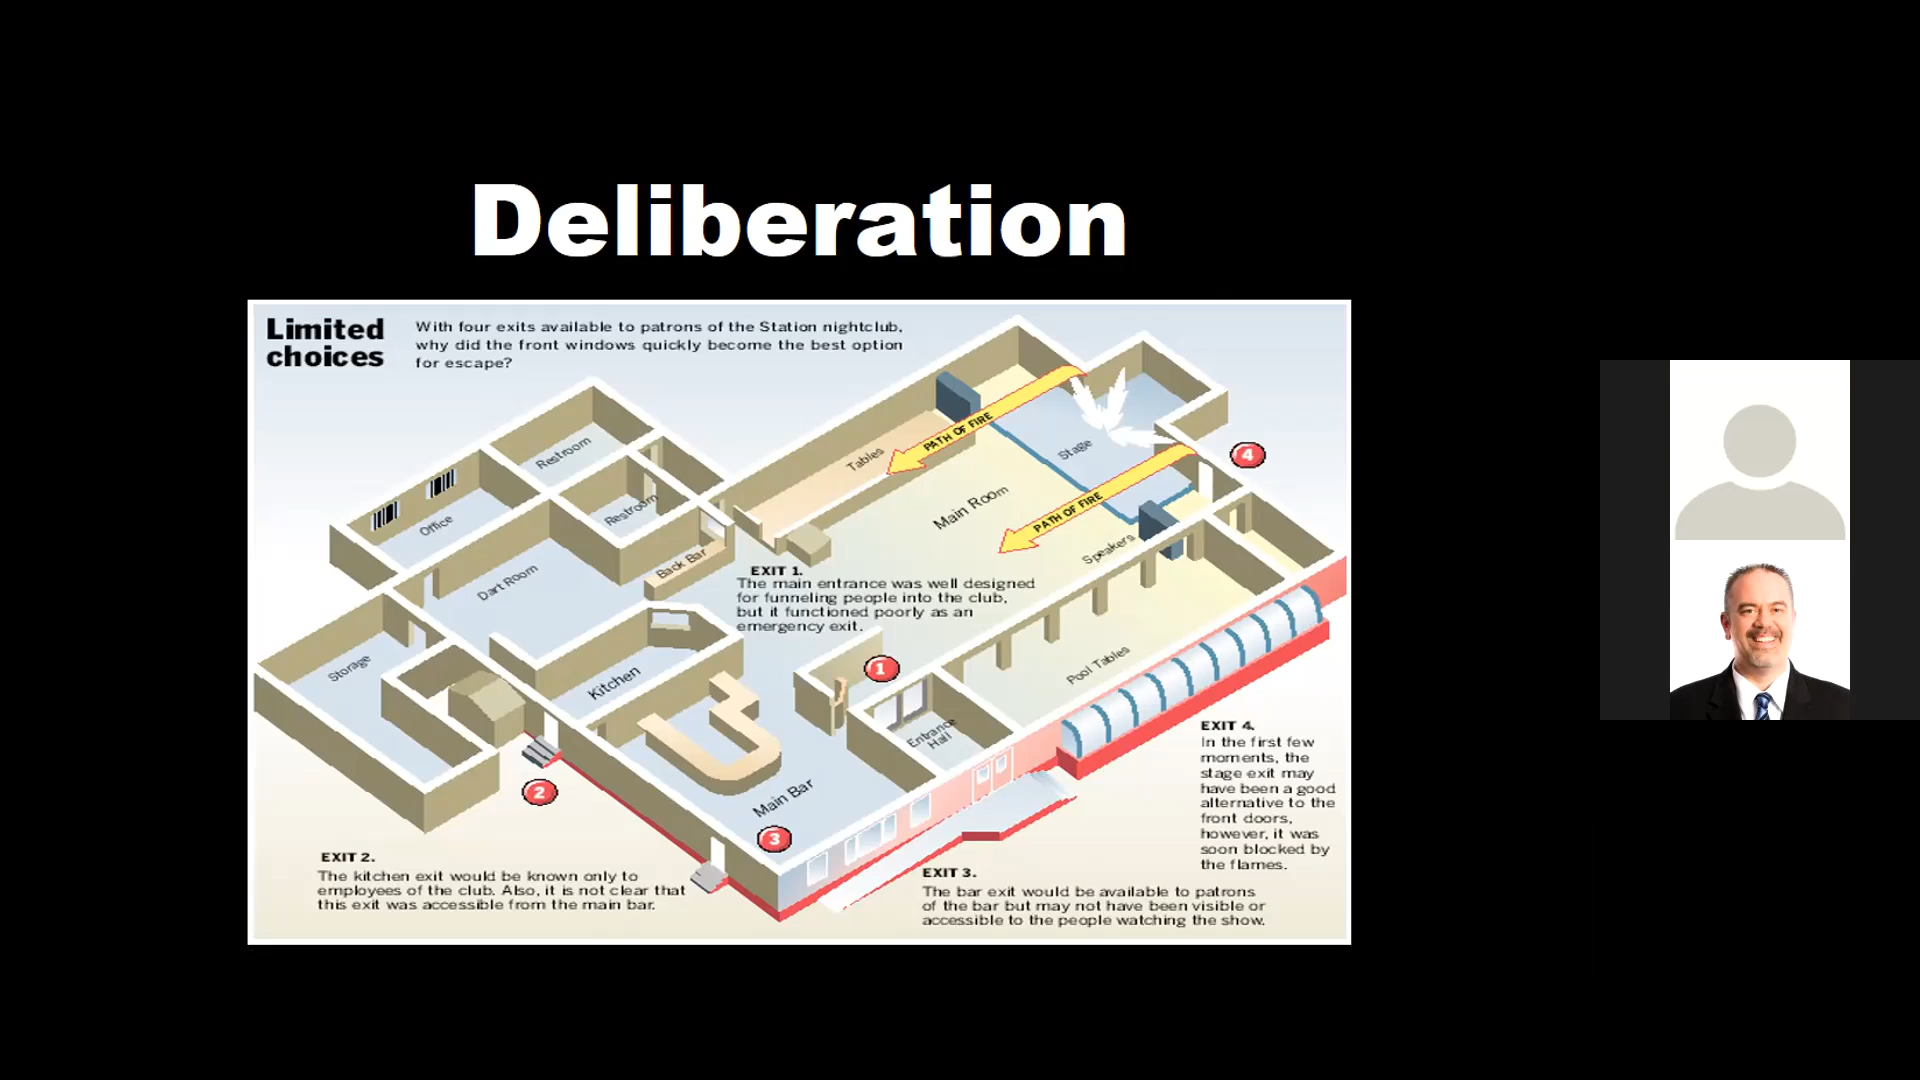 Deliberation
Limited
choices
With four exits available to patrons of the Station nightclub,
why did the front windows quickly become the best option
for escape?
Restroom
Office
Restroom
Back Bar
Dart Room
Storage
Kitchen
Tables
PATH OF FIRE
Stage
4
Main Room
PATH OF FIRE
Speakers
EXIT 1.
The main entrance was well designed
for funneling people into the club,
but it functioned poorly as an
emergency exit.
1
Pool Tables
Entrance
Hall
Main Bar
2
3
EXIT 2.
The kitchen exit would be known only to
employees of the club. Also, it is not clear that
this exit was accessible from the main bar.
EXIT 3.
The bar exit would be available to patrons
of the bar but may not have been visible or
accessible to the people watching the show.
EXIT 4.
In the first few
moments, the
stage exit may
have been a good
alternative to the
front doors,
however, it was
soon blocked by
the flames.